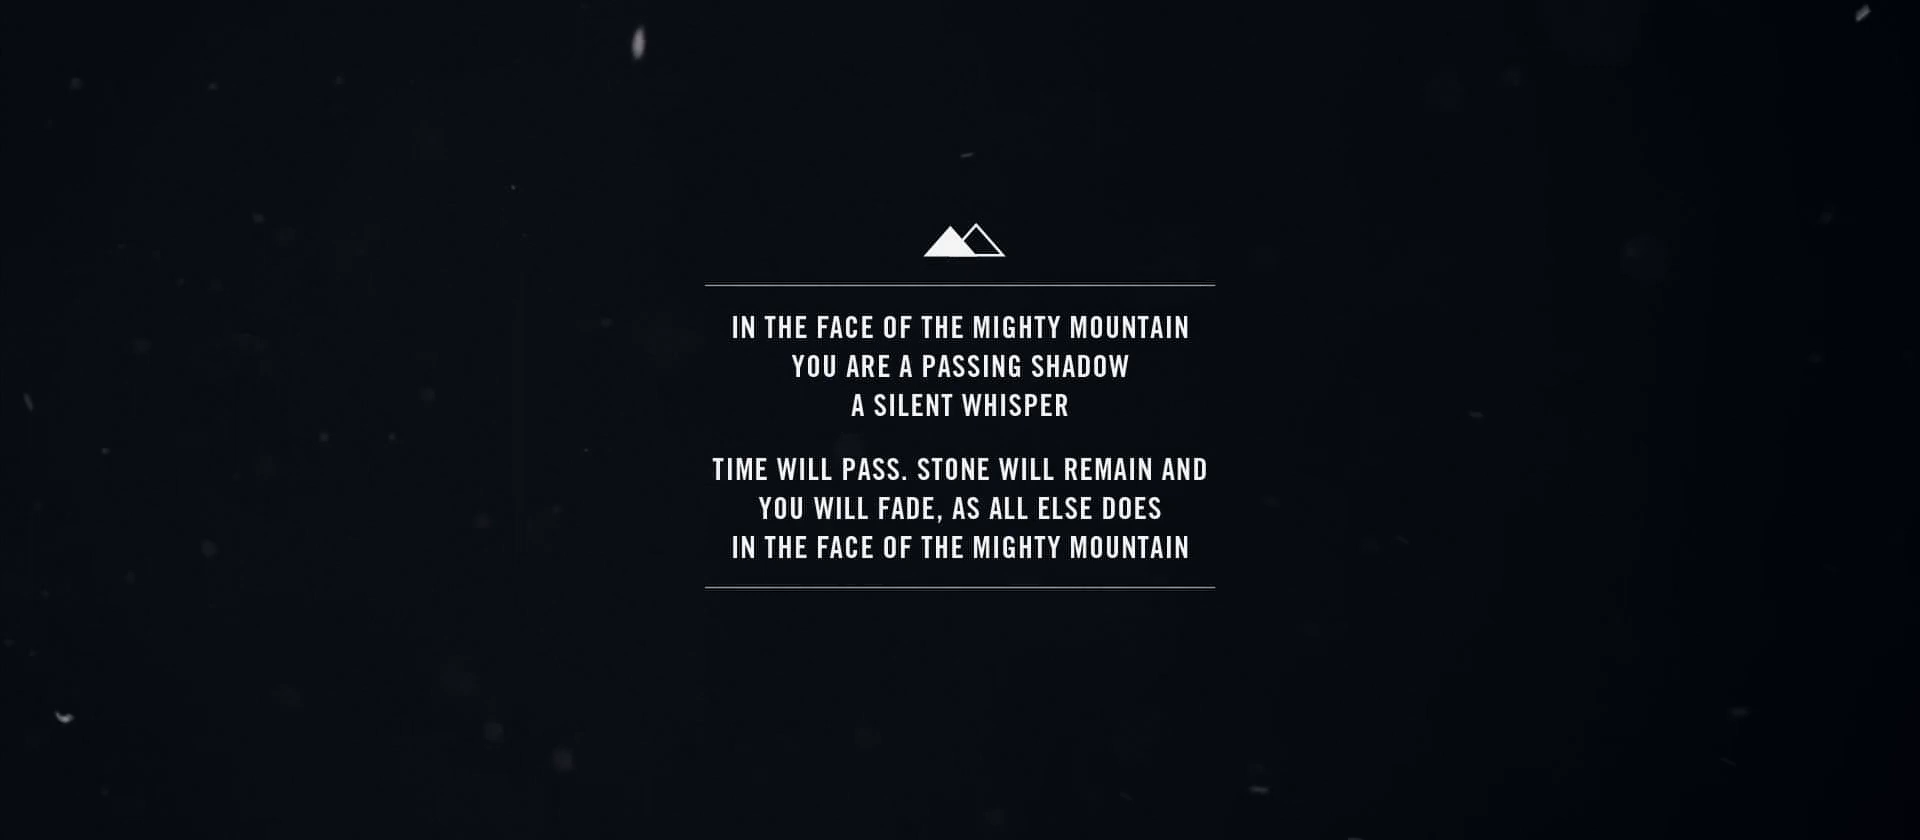 IN THE FACE OF THE MIGHTY MOUNTAIN
YOU ARE A PASSING SHADOW
A SILENT WHISPER
TIME WILL PASS. STONE WILL REMAIN AND
YOU WILL FADE, AS ALL ELSE DOES
IN THE FACE OF THE MIGHTY MOUNTAIN